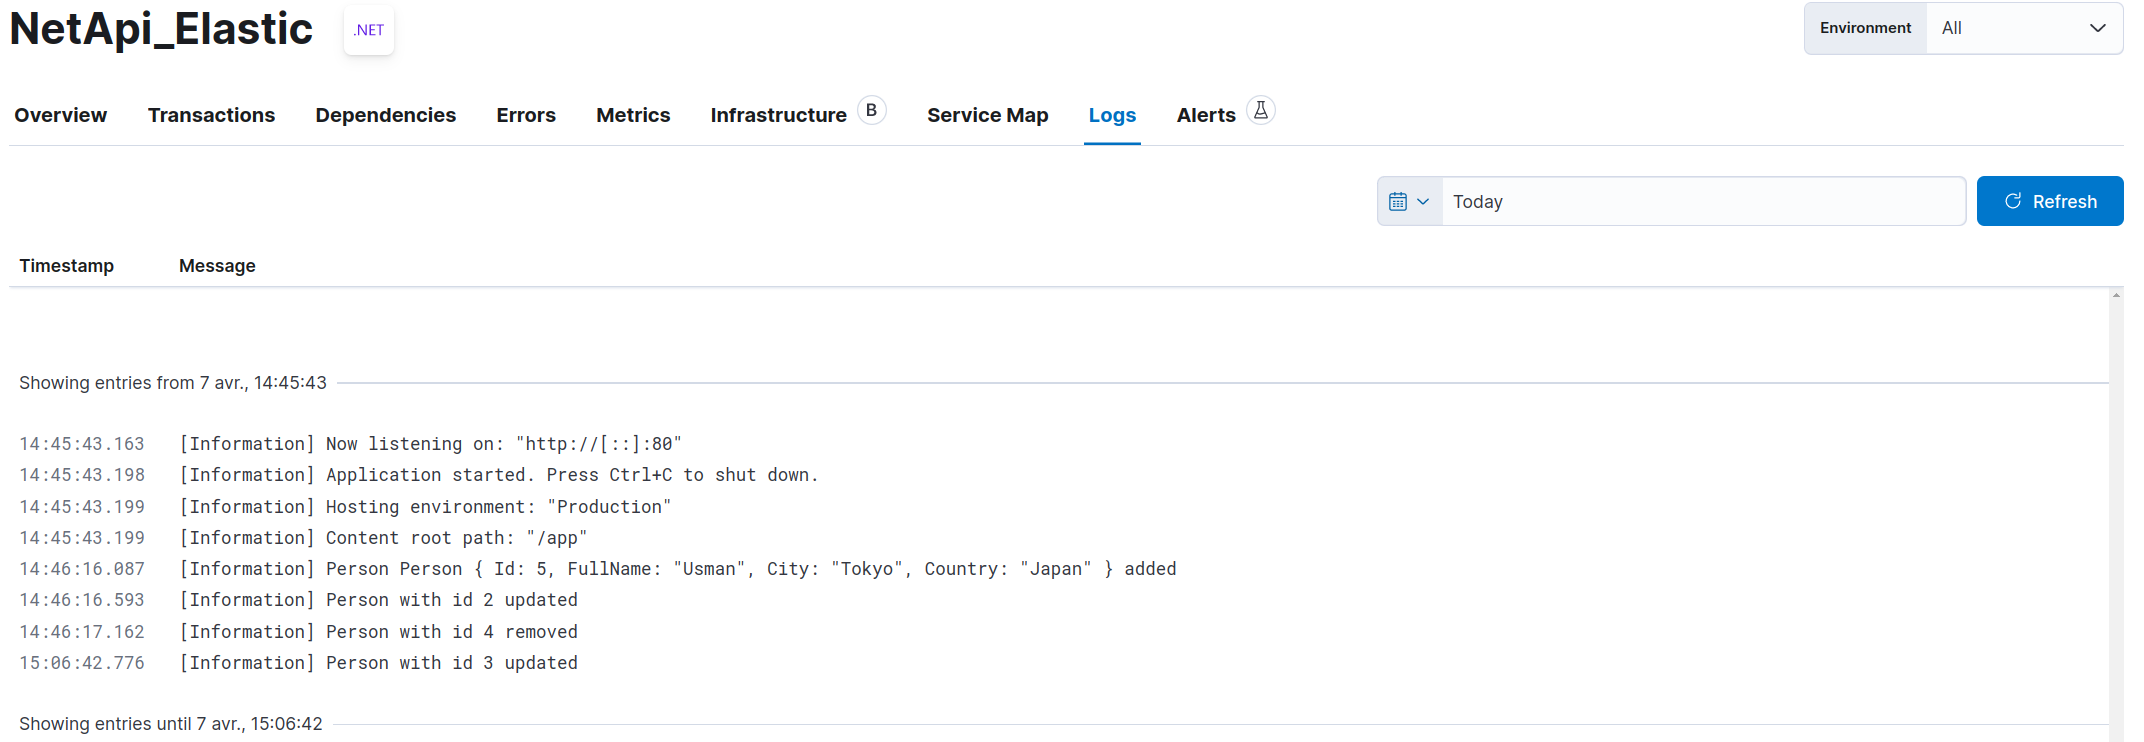 NetApi_Elastic .NET Environment All
Overview Transactions Dependencies Errors Metrics Infrastructure B Service Map Logs Alerts
Today Refresh
Timestamp Message
Showing entries from 7 avr., 14:45:43
14:45:43.163 [Information] Now listening on: "http://[::]:80"
14:45:43.198 [Information] Application started. Press Ctrl+C to shut down.
14:45:43.199 [Information] Hosting environment: "Production"
14:45:43.199 [Information] Content root path: "/app"
14:46:16.087 [Information] Person Person { Id: 5, FullName: "Usman", City: "Tokyo", Country: "Japan" } added
14:46:16.593 [Information] Person with id 2 updated
14:46:17.162 [Information] Person with id 4 removed
15:06:42.776 [Information] Person with id 3 updated
Showing entries until 7 avr., 15:06:42